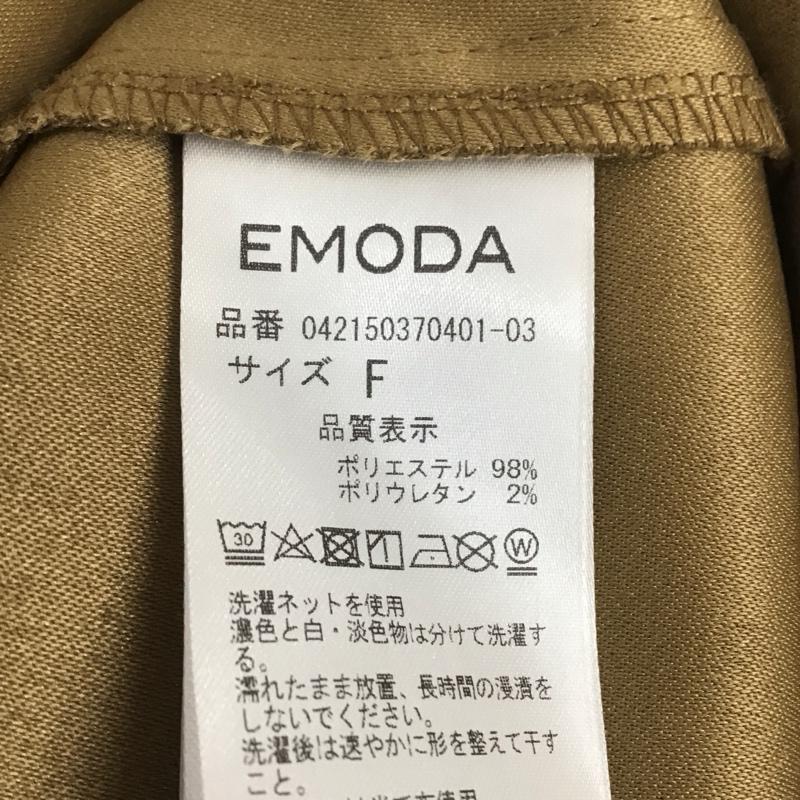 EMODA
品番 042150370401-03
サイズ F
品質表示
ポリエステル 98%
ポリウレタン 2%
30
W
洗濯ネットを使用
濃色と白・淡色物は分けて洗濯す
る。
濡れたまま放置、長時間の浸漬を
しないでください。
洗濯後は速やかに形を整えて干す
こと。